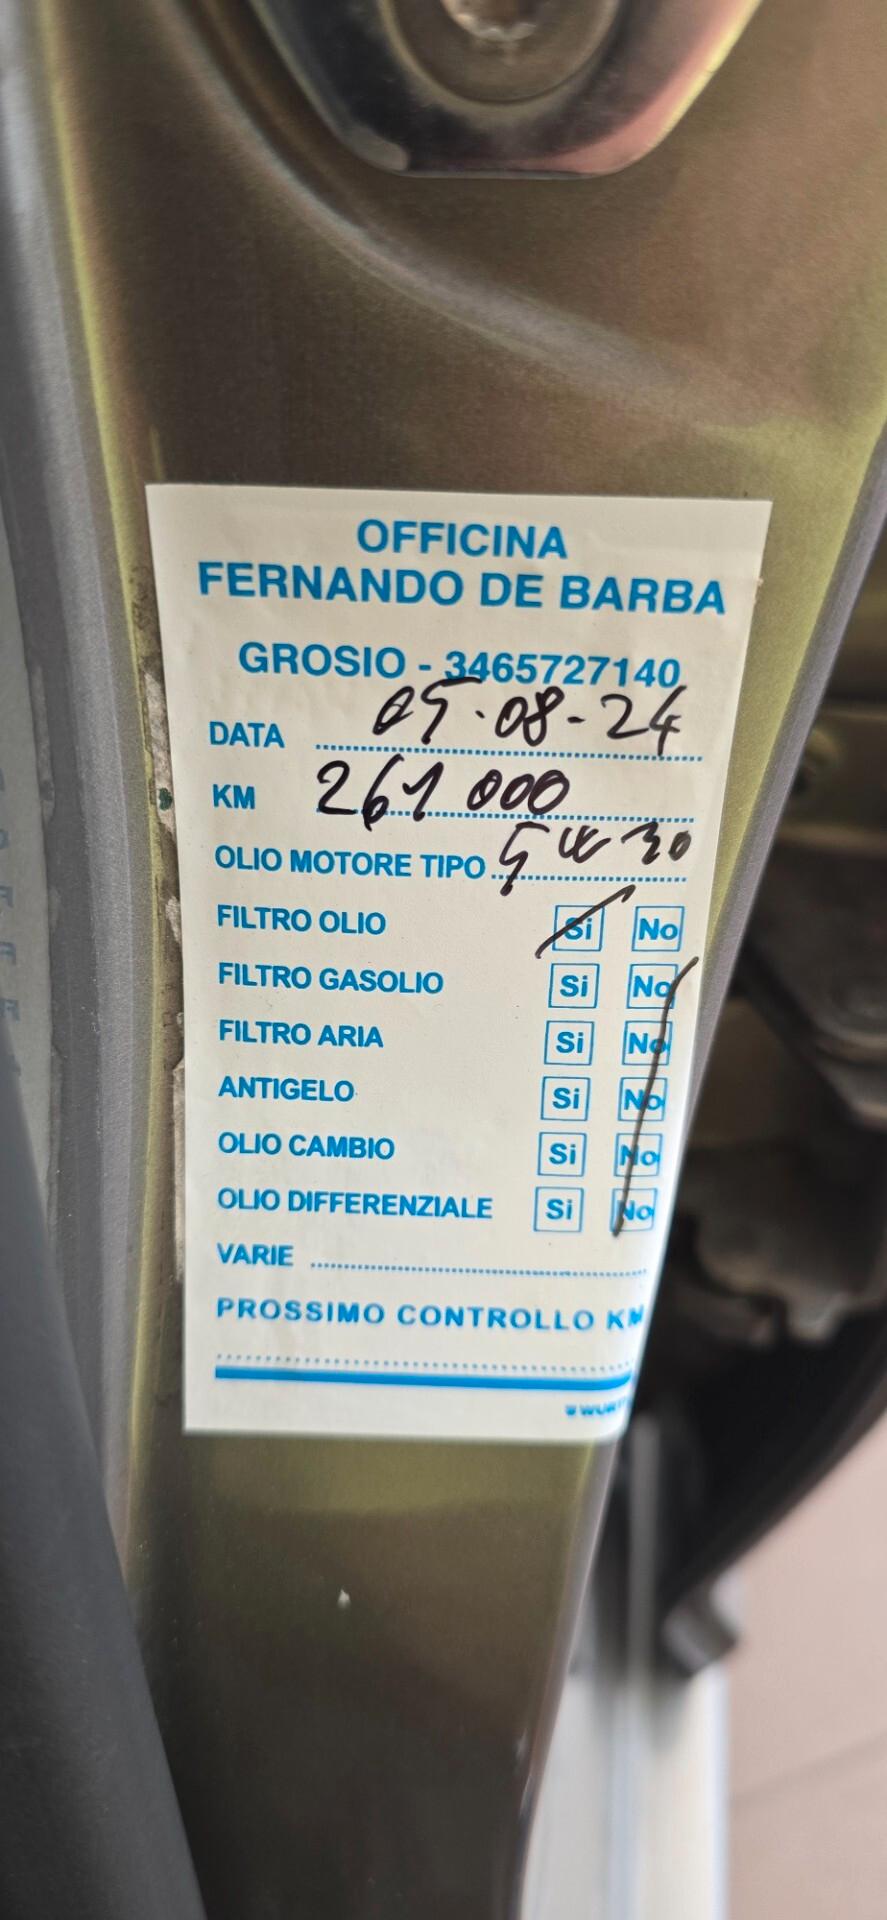 OFFICINA
FERNANDO DE BARBA
GROSIO - 3465727140
DATA 05.08-24
KM 261000
OLIO MOTORE TIPO 5W30
FILTRO OLIO Si No
FILTRO GASOLIO Si No
FILTRO ARIA Si No
ANTIGELO Si No
OLIO CAMBIO Si No
OLIO DIFFERENZIALE Si No
VARIE
PROSSIMO CONTROLLO KM